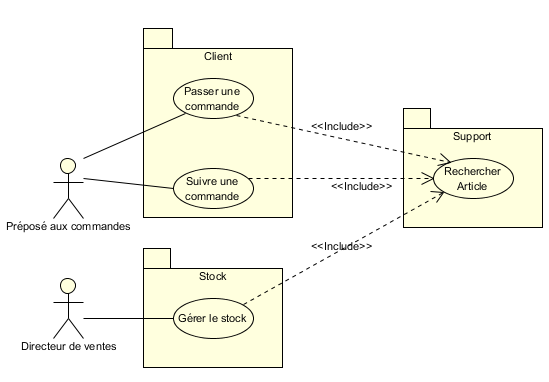 Client
Passer une
commande
<<Include>>
Support
Rechercher
Article
Suivre une
commande
<<Include>>
Préposé aux commandes
<<Include>>
Stock
Gérer le stock
Directeur de ventes